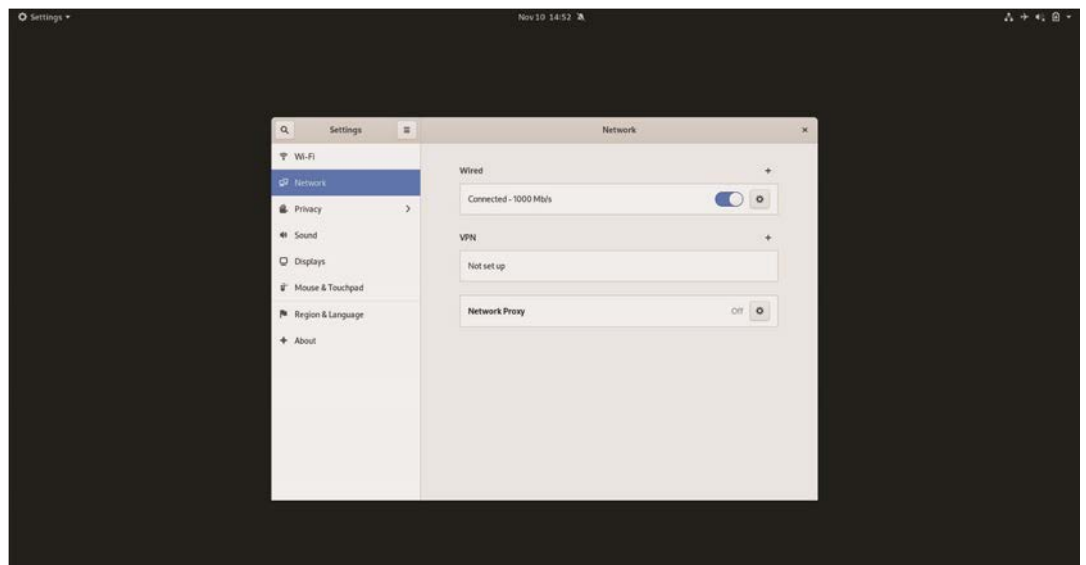 Settings
Nov 10 14:52
Settings
Network
Wi-Fi
Network
Privacy
Sound
Displays
Mouse & Touchpad
Region & Language
About
Wired
Connected - 1000 Mb/s
VPN
Not set up
Network Proxy Off